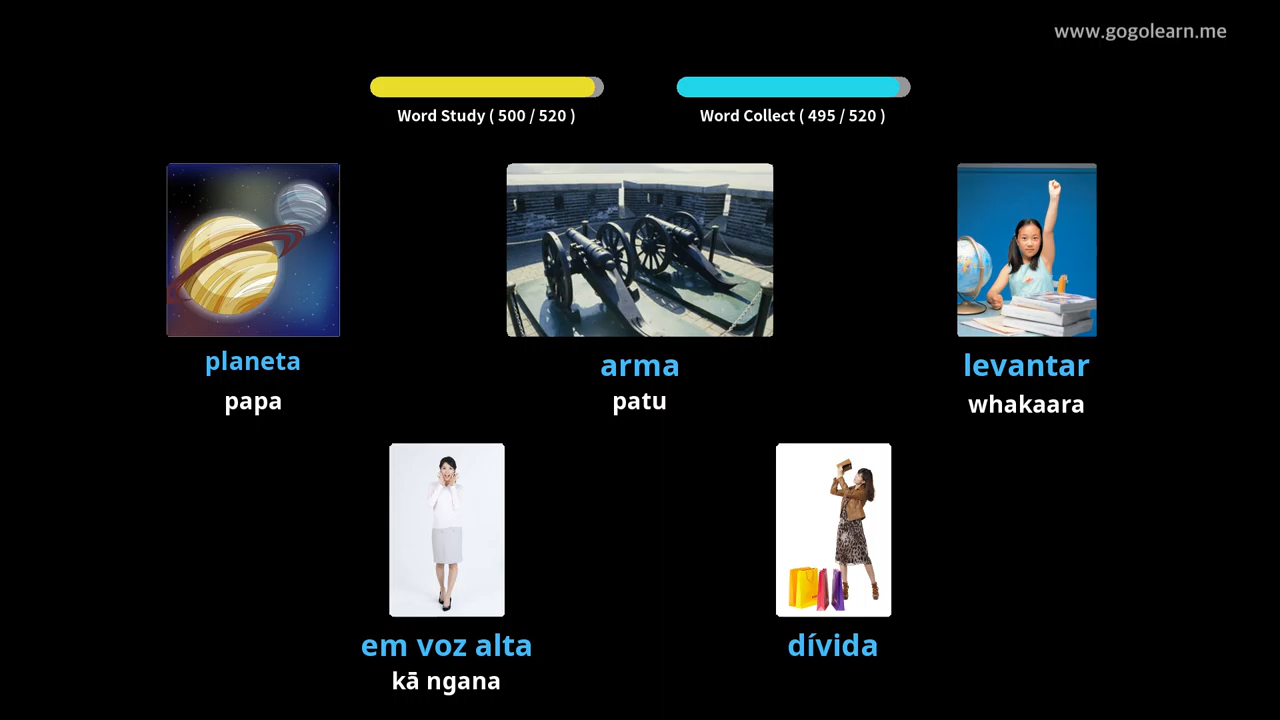 www.gogolearn.me
Word Study ( 500 / 520 )
Word Collect ( 495 / 520 )
planeta
papa
arma
patu
levantar
whakaara
em voz alta
kā ngana
dívida